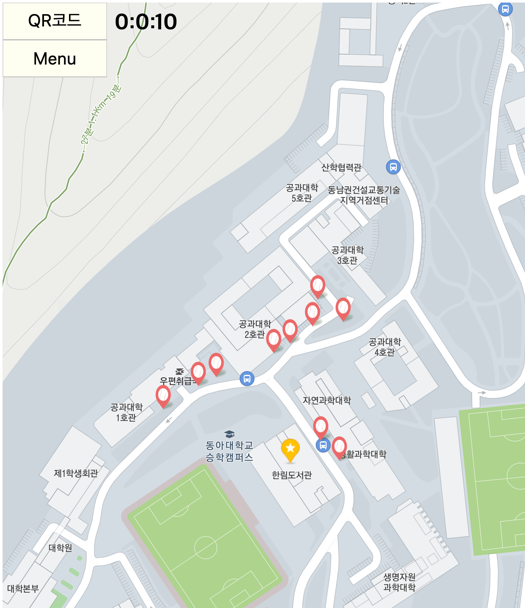 QR코드
0:0:10
Menu
27분~1.1km~19분
산학협력관
공과대학
5호관
동남권건설교통기술
지역거점센터
공과대학
3호관
공과대학
2호관
공과대학
4호관
우편취급
공과대학
1호관
자연과학대학
동아대학교
승학캠퍼스
활과학대학
한림도서관
제1학생회관
대학원
생명자원
과학대학
대학본부